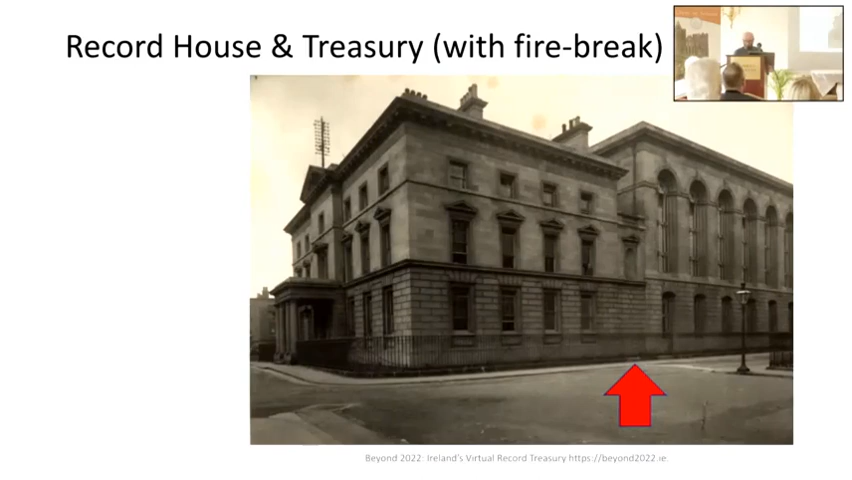 Record House & Treasury (with fire-break)
Beyond 2022: Ireland's Virtual Record Treasury https://beyond2022.ie.